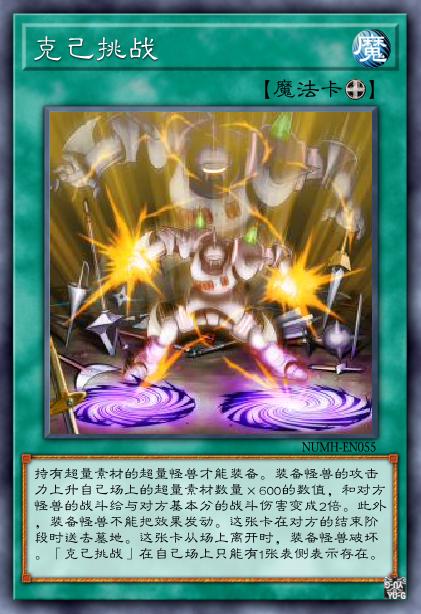 克己挑战
魔
【魔法卡】
NUMH-EN055
持有超量素材的超量怪兽才能装备。装备怪兽的攻击
力上升自己场上的超量素材数量×600的数值，和对方
怪兽的战斗给与对方基本分的战斗伤害变成2倍。此外
，装备怪兽不能把效果发动。这张卡在对方的结束阶
段时送去墓地。这张卡从场上离开时，装备怪兽破坏
。「克己挑战」在自己场上只能有1张表侧表示存在。